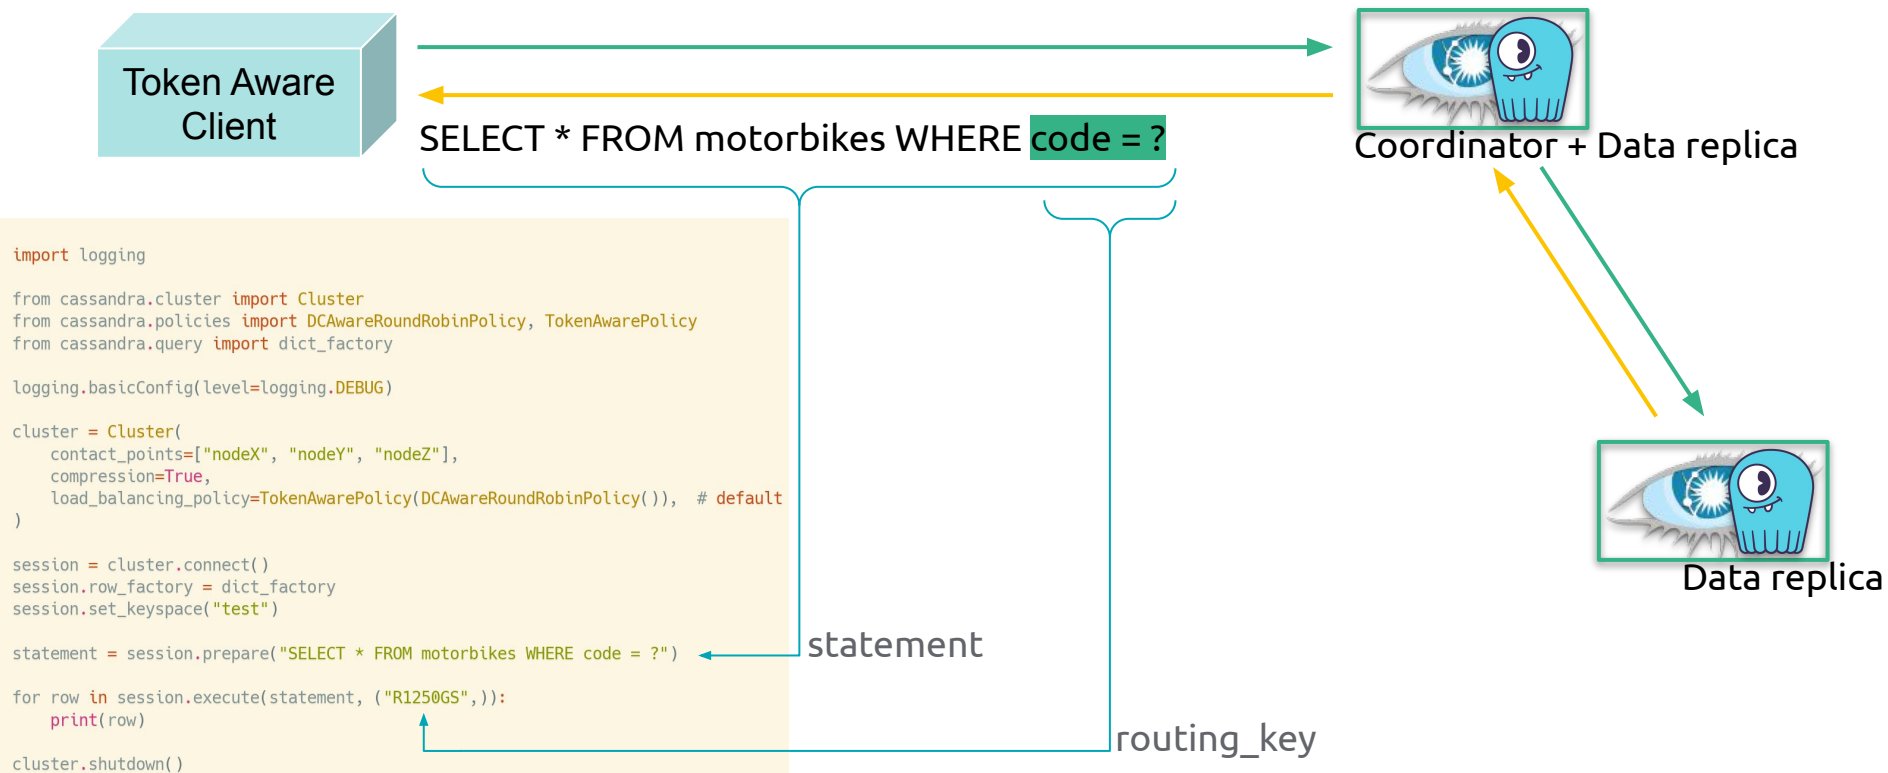 Token Aware
Client
SELECT * FROM motorbikes WHERE code = ?
Coordinator + Data replica
import logging
from cassandra.cluster import Cluster
from cassandra.policies import DCAwareRoundRobinPolicy, TokenAwarePolicy
from cassandra.query import dict_factory
logging.basicConfig(level=logging.DEBUG)
cluster = Cluster(
    contact_points=["nodeX", "nodeY", "nodeZ"],
    compression=True,
    load_balancing_policy=TokenAwarePolicy(DCAwareRoundRobinPolicy()),  # default
)
session = cluster.connect()
session.row_factory = dict_factory
session.set_keyspace("test")
statement = session.prepare("SELECT * FROM motorbikes WHERE code = ?")
for row in session.execute(statement, ("R1250GS",)):
    print(row)
cluster.shutdown()
statement
routing_key
Data replica